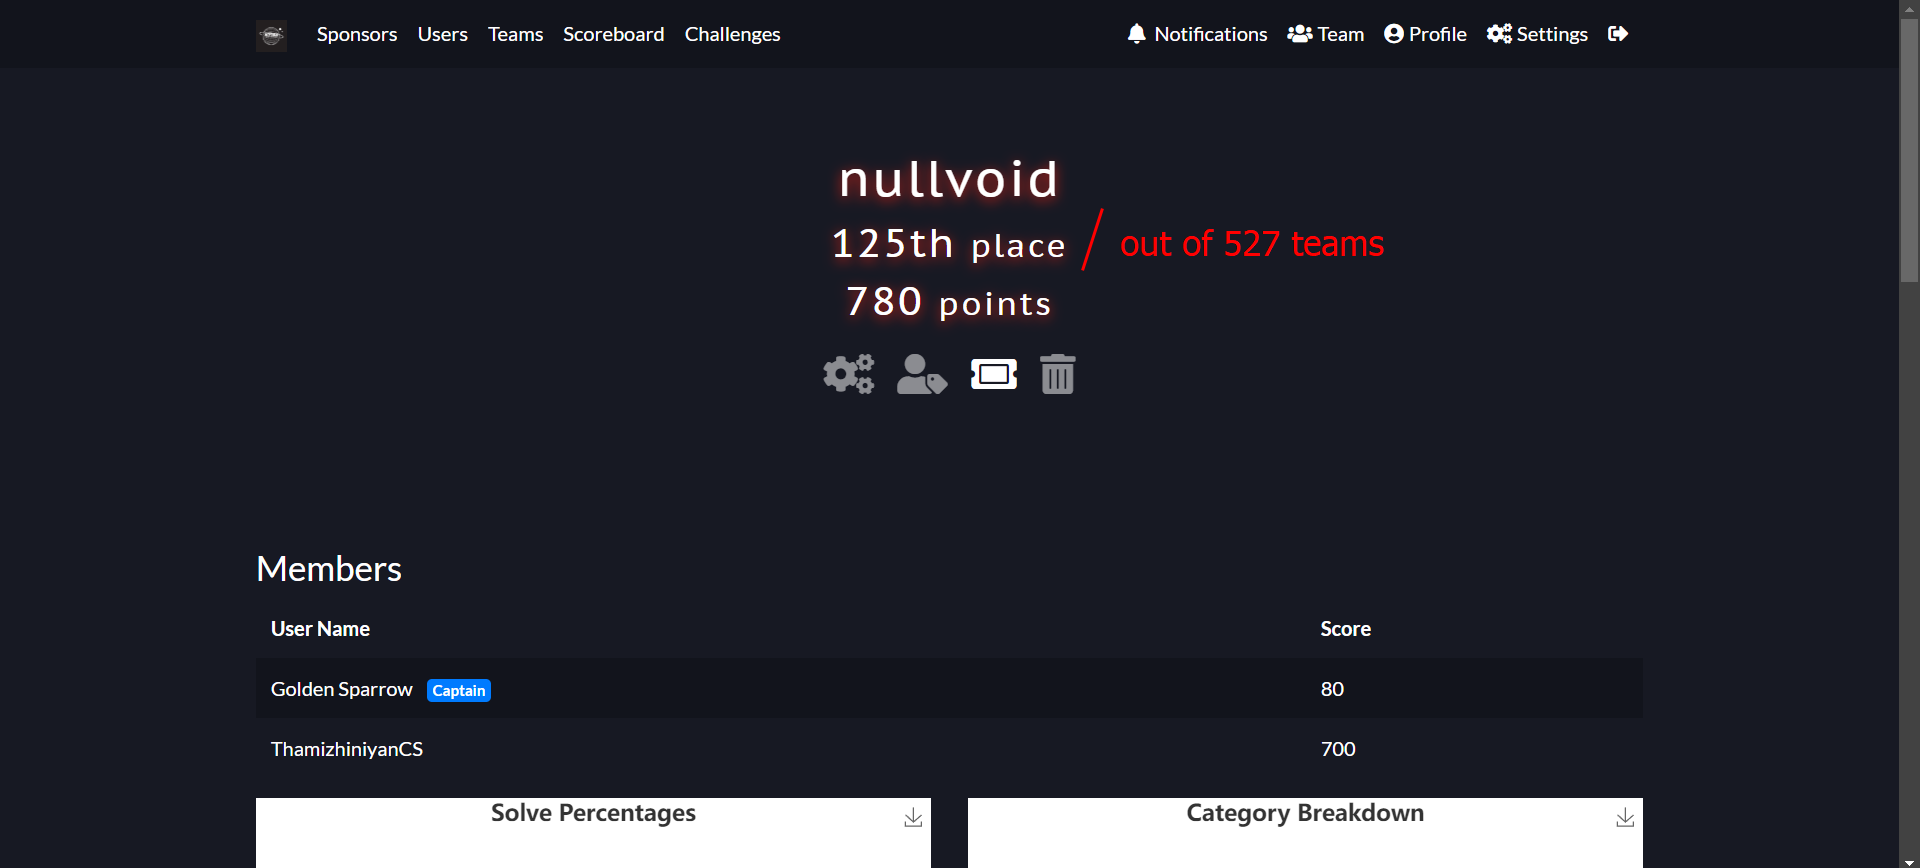 Sponsors Users Teams Scoreboard Challenges Notifications Team Profile Settings
nullvoid
125th place / out of 527 teams
780 points
Members
User Name Score
Golden Sparrow Captain 80
ThamizhiniyanCS 700
Solve Percentages Category Breakdown